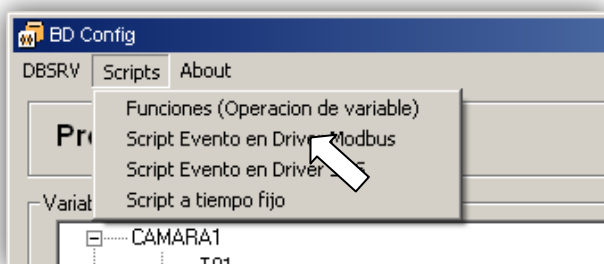 BD Config
DBSRV Scripts About
Funciones (Operacion de variable)
Script Evento en Driver Modbus
Script Evento en Driver
Script a tiempo fijo
CAMARA1